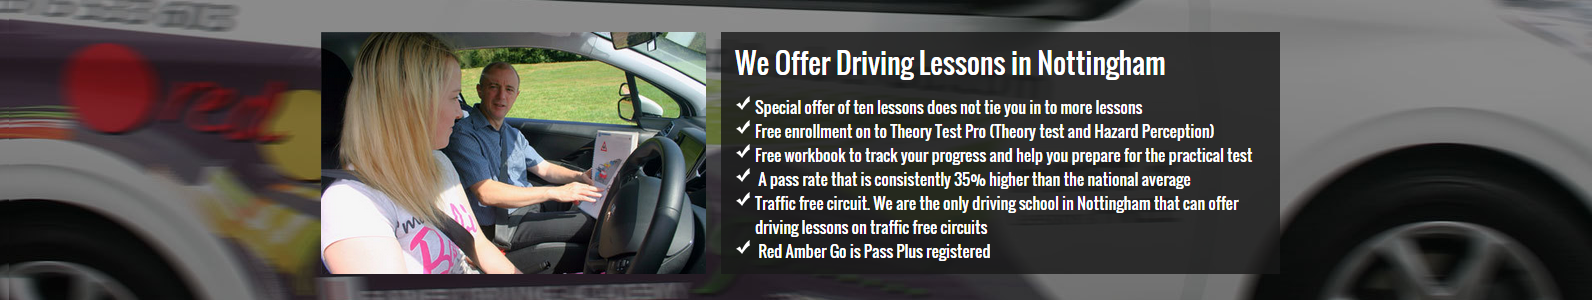 red
We Offer Driving Lessons in Nottingham
Special offer of ten lessons does not tie you in to more lessons
Free enrollment on to Theory Test Pro (Theory test and Hazard Perception)
Free workbook to track your progress and help you prepare for the practical test
A pass rate that is consistently 35% higher than the national average
Traffic free circuit. We are the only driving school in Nottingham that can offer
driving lessons on traffic free circuits
Red Amber Go is Pass Plus registered